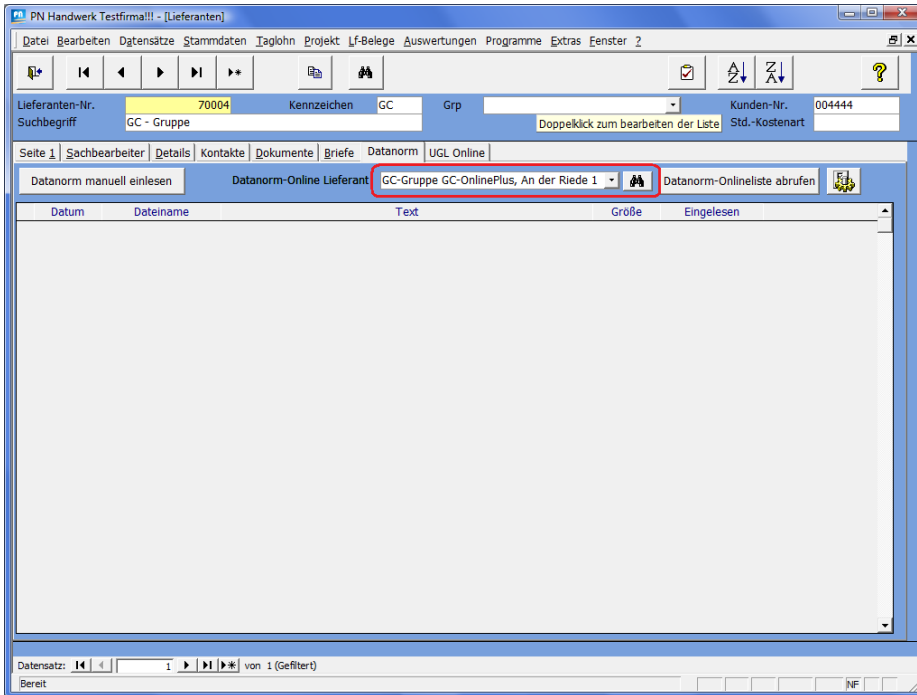 PN Handwerk Testfirma!!! - [Lieferanten]
Datei Bearbeiten Datensätze Stammdaten Taglohn Projekt Lf-Belege Auswertungen Programme Extras Fenster ?
Lieferanten-Nr. 70004 Kennzeichen GC Grp Kunden-Nr. 004444
Suchbegriff GC - Gruppe Doppelklick zum bearbeiten der Liste Std.-Kostenart
Seite 1 Sachbearbeiter Details Kontakte Dokumente Briefe Datanorm UGL Online
Datanorm manuell einlesen Datanorm-Online Lieferant GC-Gruppe GC-OnlinePlus, An der Riede 1 Datanorm-Onlineliste abrufen
Datum Dateiname Text Größe Eingelesen
Datensatz: 1 von 1 (Gefiltert)
Bereit NF